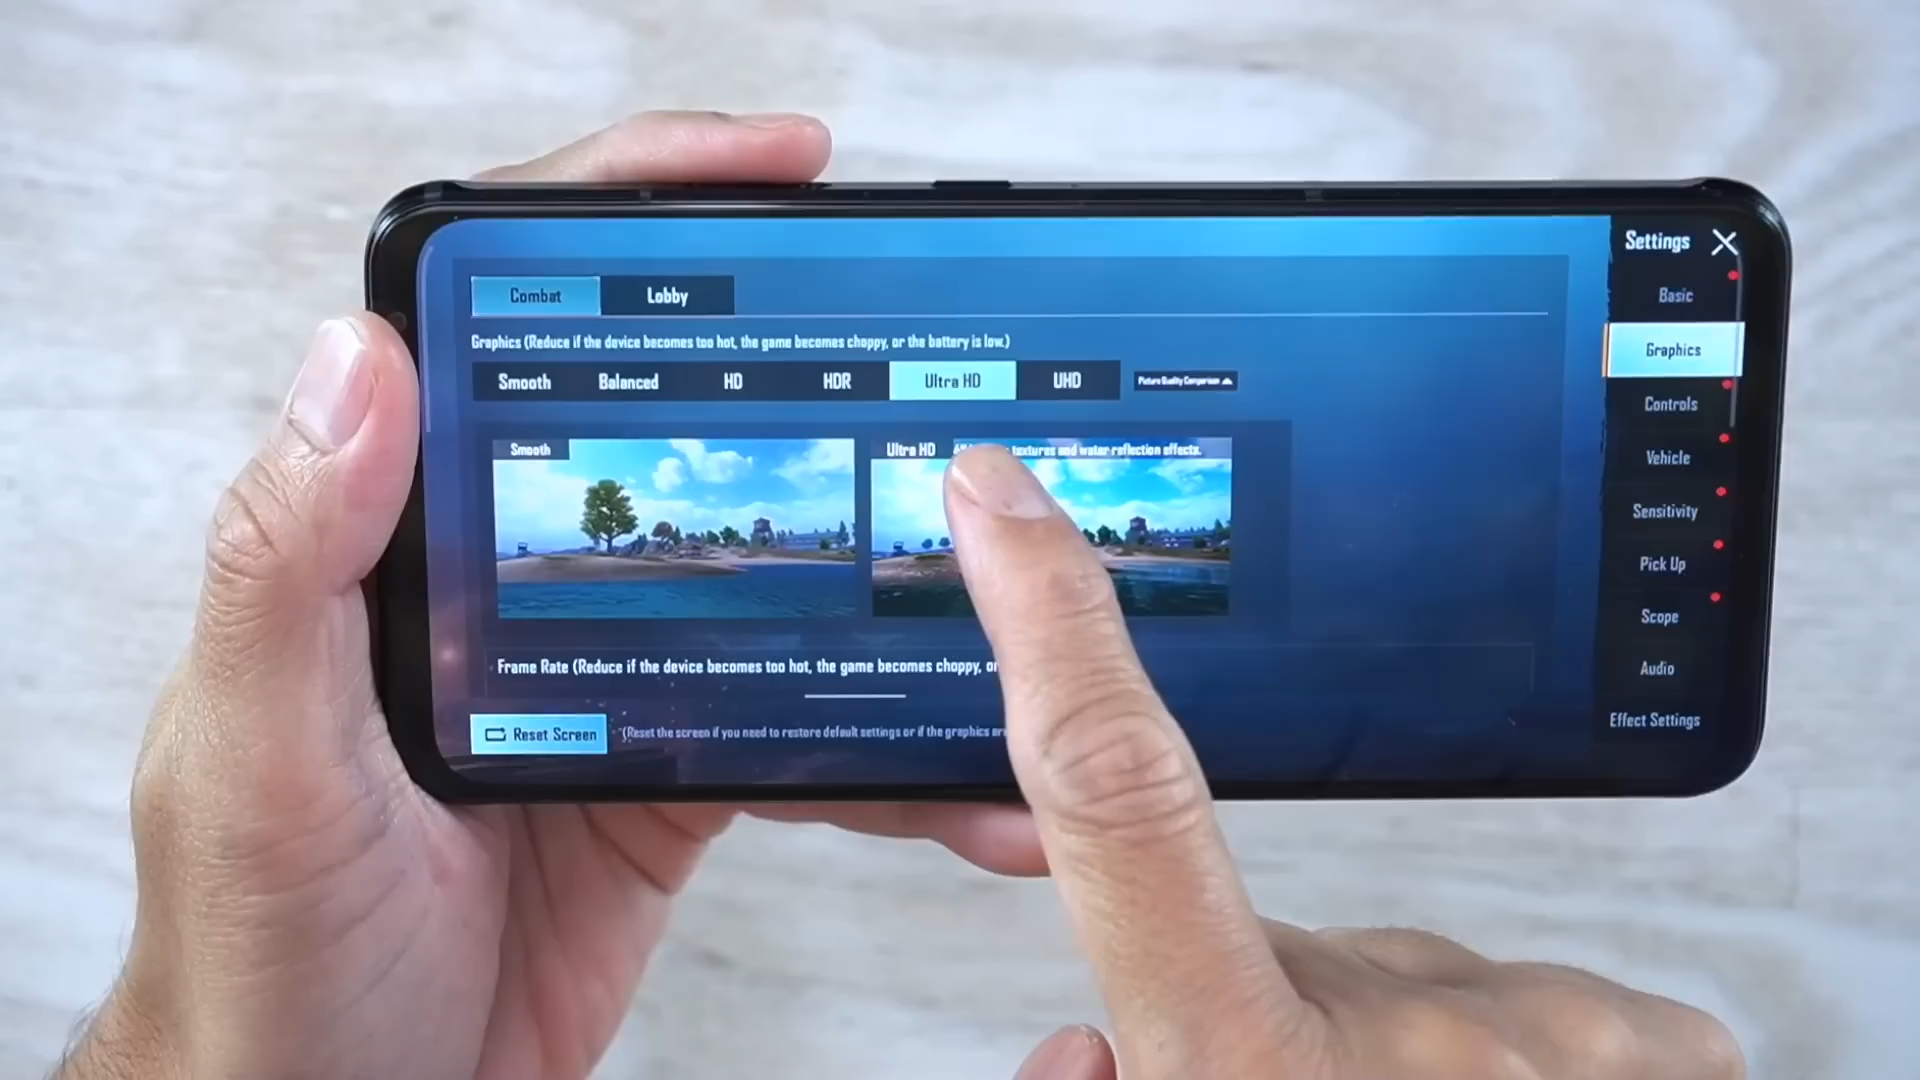 Settings
Combat
Lobby
Basic
Graphics (Reduce if the device becomes too hot, the game becomes choppy, or the battery is low.)
Graphics
Smooth
Balanced
HD
HDR
Ultra HD
UHD
Picture Quality Comparison
Controls
Smooth
Ultra HD
textures and water reflection effects.
Vehicle
Sensitivity
Pick Up
Scope
Frame Rate (Reduce if the device becomes too hot, the game becomes choppy, or
Audio
Reset Screen
*(Reset the screen if you need to restore default settings or if the graphics are
Effect Settings